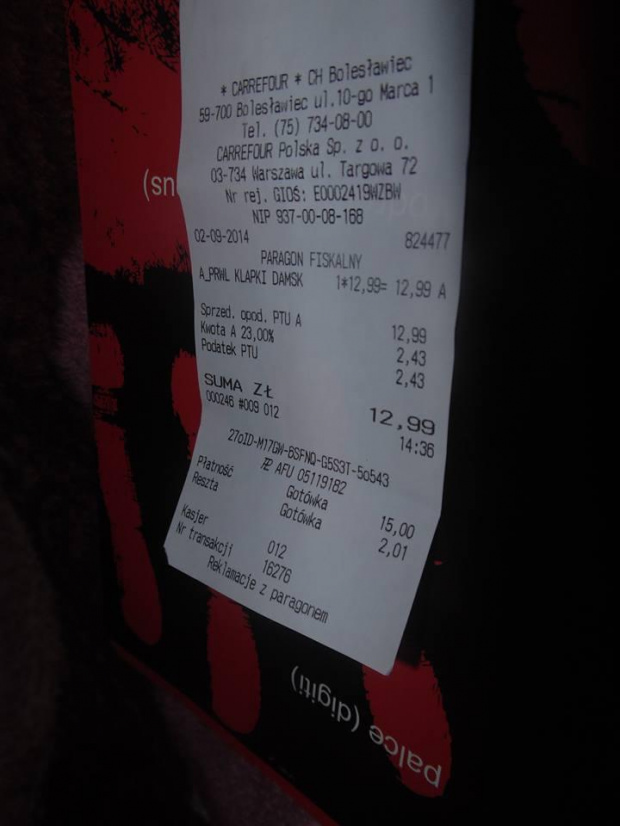 * CARREFOUR * CH Bolesławiec
59-700 Bolesławiec ul.10-go Marca 1
Tel. (75) 734-08-00
CARREFOUR Polska Sp. z o. o.
03-734 Warszawa ul. Targowa 72
Nr rej. GIOŚ: E0002419WZBW
NIP 937-00-08-168
02-09-2014 824477
PARAGON FISKALNY
A_PRWL KLAPKI DAMSK 1*12,99= 12,99 A
Sprzed. opod. PTU A 12,99
Kwota A 23,00% 2,43
Podatek PTU 2,43
SUMA ZŁ 12,99
000246 #009 012 14:36
27oID-M17GW-6SFNQ-G5S3T-5o543
AFU 05119182
Płatność Gotówka 15,00
Reszta Gotówka 2,01
Kasjer 012
Nr transakcji 16276
Reklamacje z paragonem
palce (digiti)